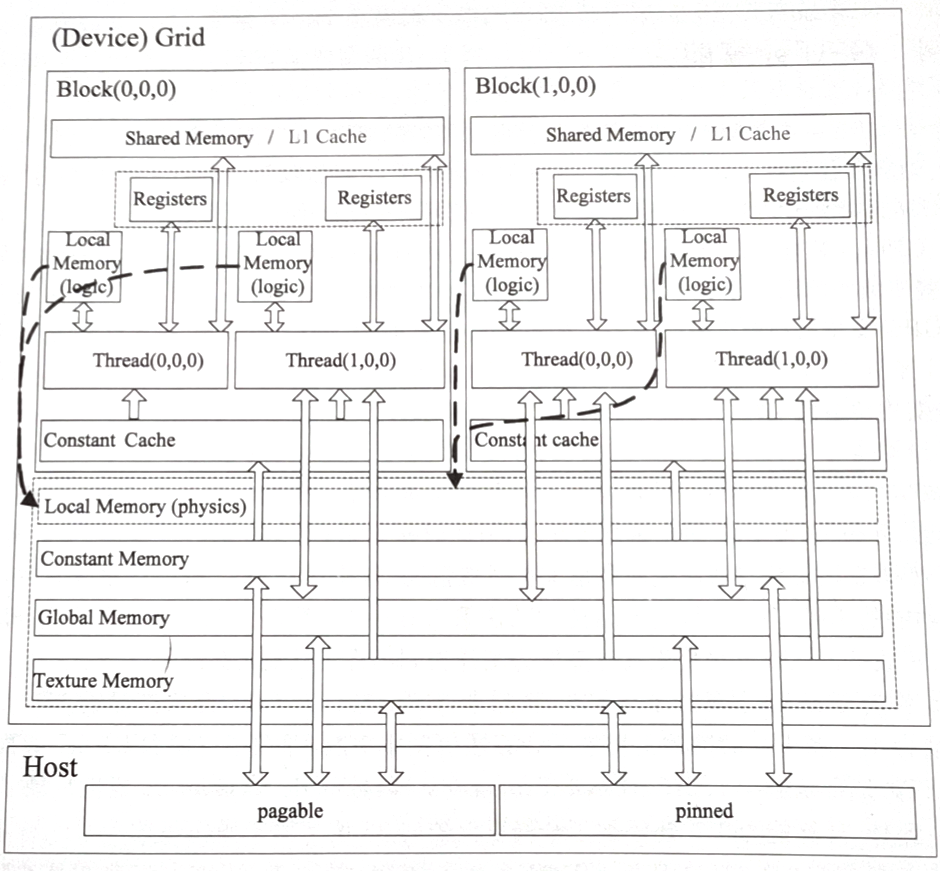 (Device) Grid
Block(0,0,0)
Shared Memory / L1 Cache
Registers
Registers
Local
Memory
(logic)
Local
Memory
(logic)
Thread(0,0,0)
Thread(1,0,0)
Constant Cache
Block(1,0,0)
Shared Memory / L1 Cache
Registers
Registers
Local
Memory
(logic)
Local
Memory
(logic)
Thread(0,0,0)
Thread(1,0,0)
Constant cache
Local Memory (physics)
Constant Memory
Global Memory
Texture Memory
Host
pagable
pinned